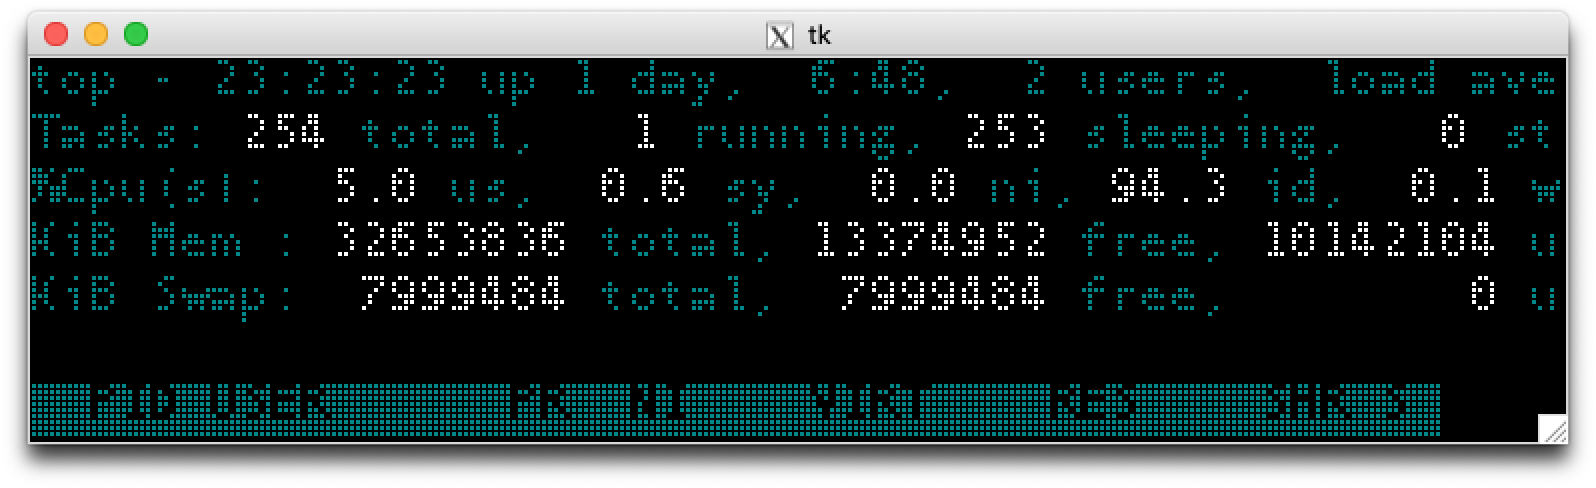 tk
top - 23:23:23 up 1 day, 6:48, 2 users, load ave
Tasks: 254 total, 1 running, 253 sleeping, 0 st
%Cpu(s): 5.0 us, 0.6 sy, 0.0 ni, 94.3 id, 0.1 w
KiB Mem : 32653836 total, 13374952 free, 10142104 u
KiB Swap: 7999484 total, 7999484 free, 0 u
PID USER PR NI VIRT RES SHR S